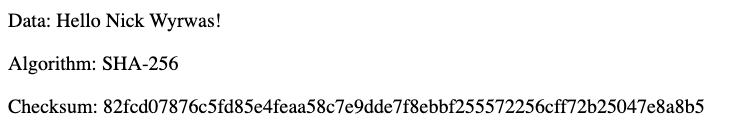 Data: Hello Nick Wyrwas!
Algorithm: SHA-256
Checksum: 82fcd07876c5fd85e4feaa58c7e9dde7f8ebbf255572256cff72b25047e8a8b5